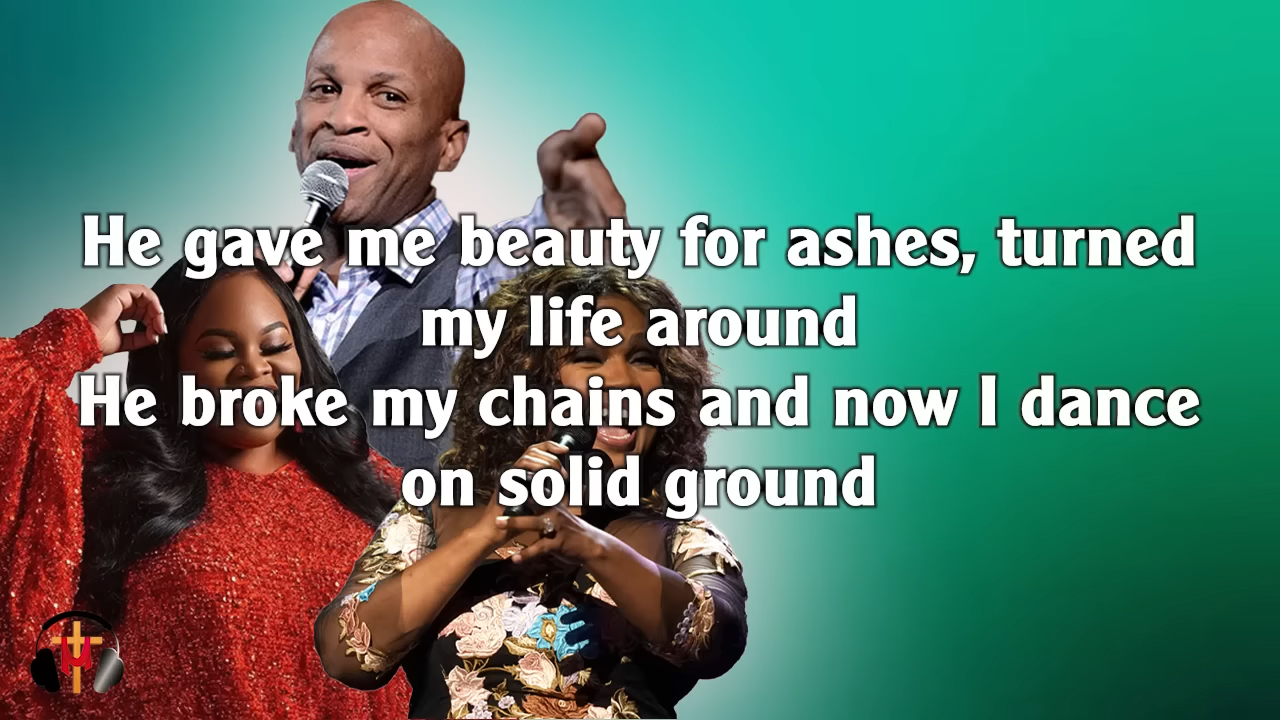 He gave me beauty for ashes, turned
my life around
He broke my chains and now I dance
on solid ground
M